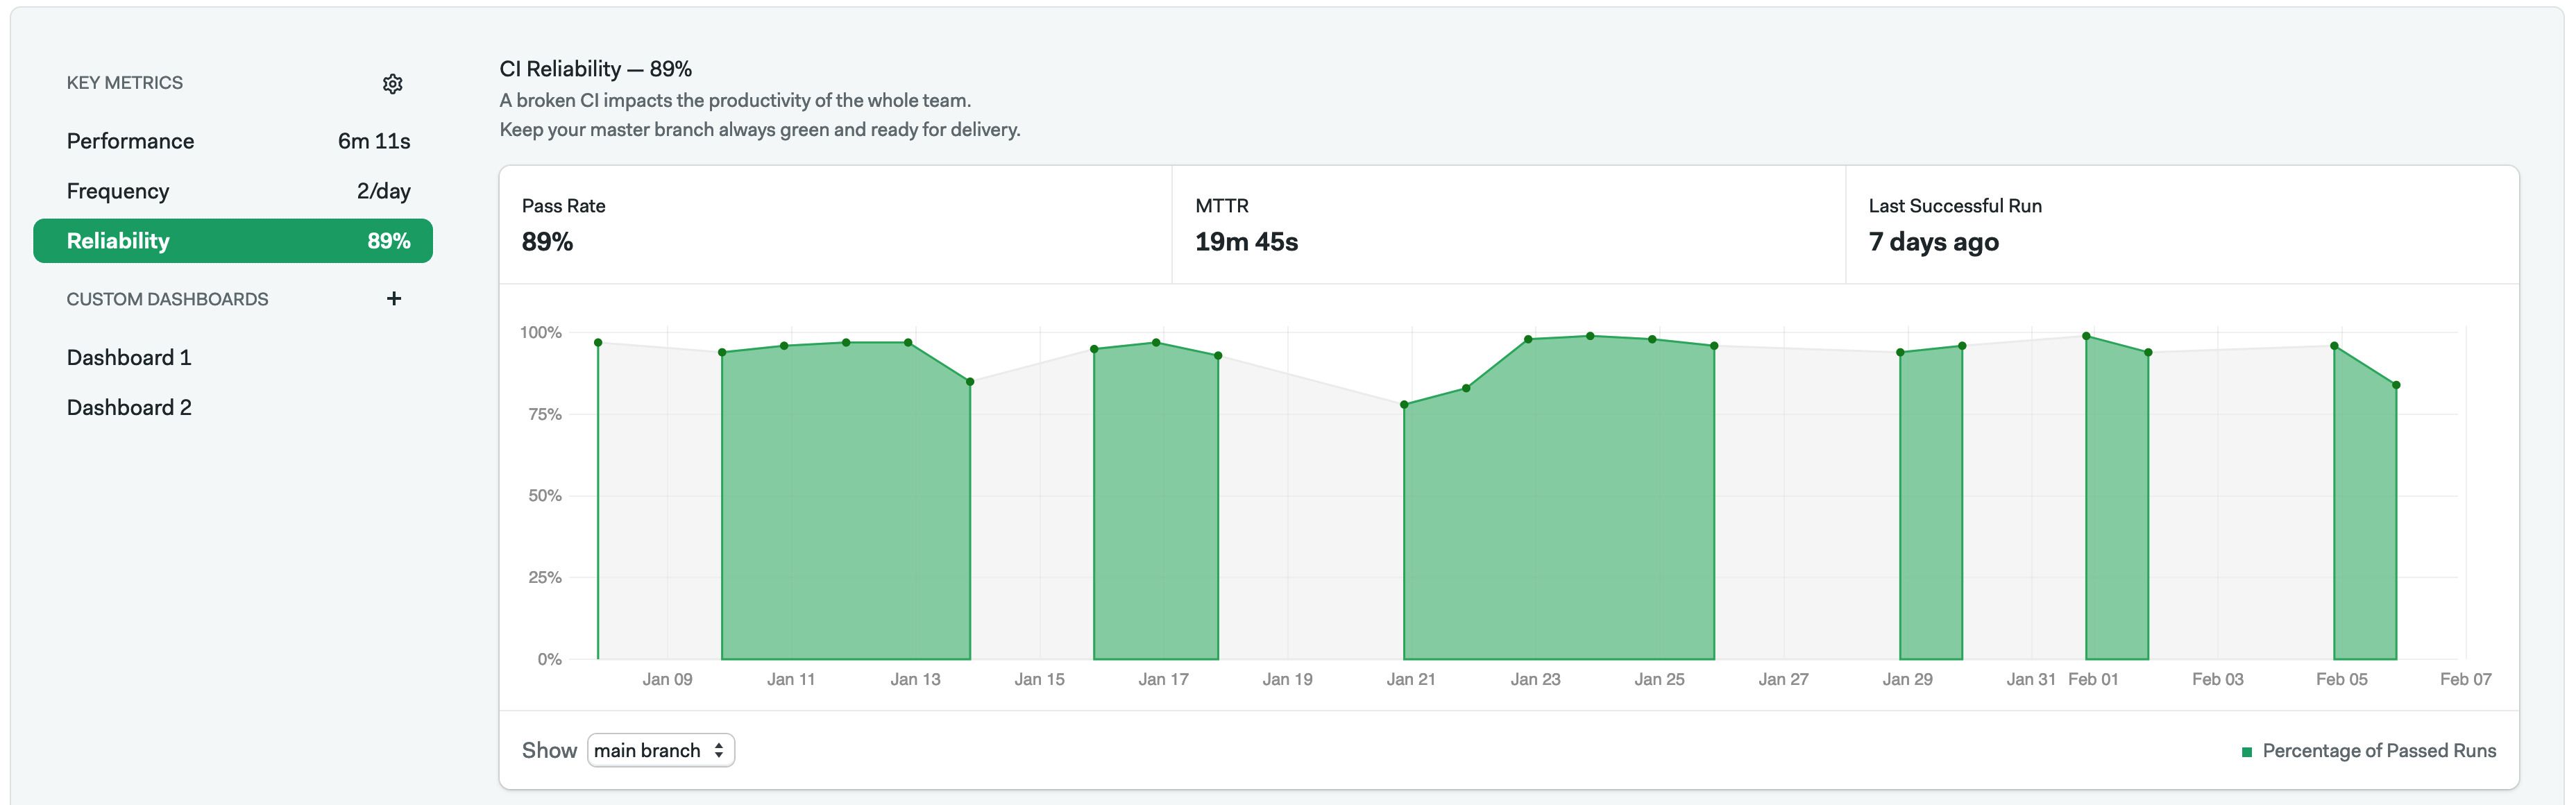 KEY METRICS
Performance 6m 11s
Frequency 2/day
Reliability 89%
CUSTOM DASHBOARDS +
Dashboard 1
Dashboard 2
CI Reliability — 89%
A broken CI impacts the productivity of the whole team.
Keep your master branch always green and ready for delivery.
Pass Rate
89%
MTTR
19m 45s
Last Successful Run
7 days ago
100%
75%
50%
25%
0%
Jan 09 Jan 11 Jan 13 Jan 15 Jan 17 Jan 19 Jan 21 Jan 23 Jan 25 Jan 27 Jan 29 Jan 31 Feb 01 Feb 03 Feb 05 Feb 07
Show main branch
Percentage of Passed Runs